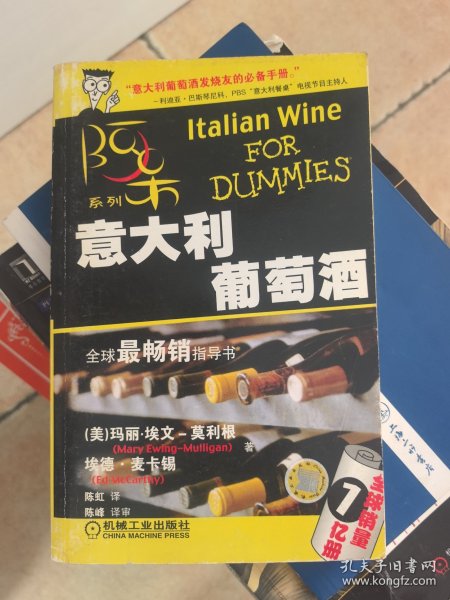 “意大利葡萄酒发烧友的必备手册。”
—利迪亚·巴斯琴尼科，PBS“意大利餐桌”电视节目主持人
Italian Wine
FOR
DUMMIES
阿呆
系列
意大利
葡萄酒
全球最畅销指导书
(美)玛丽·埃文－莫利根
(Mary Ewing-Mulligan) 著
埃德·麦卡锡
(Ed McCarthy)
陈虹 译
陈峰 译审
机械工业出版社
CHINA MACHINE PRESS
全球销量
1
亿册
孔夫子旧书网
www.kongfz.com